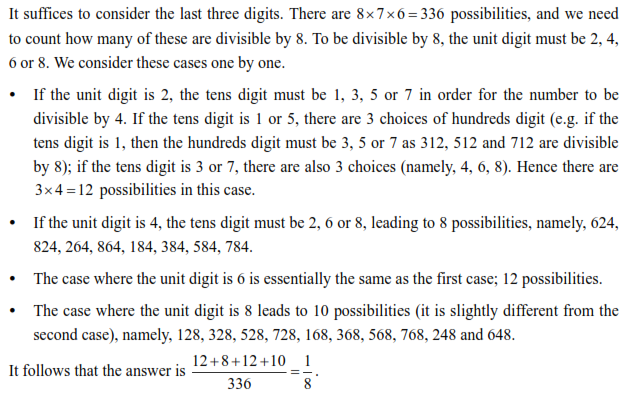 It suffices to consider the last three digits. There are 8×7×6=336 possibilities, and we need
to count how many of these are divisible by 8. To be divisible by 8, the unit digit must be 2, 4,
6 or 8. We consider these cases one by one.
• If the unit digit is 2, the tens digit must be 1, 3, 5 or 7 in order for the number to be
divisible by 4. If the tens digit is 1 or 5, there are 3 choices of hundreds digit (e.g. if the
tens digit is 1, then the hundreds digit must be 3, 5 or 7 as 312, 512 and 712 are divisible
by 8); if the tens digit is 3 or 7, there are also 3 choices (namely, 4, 6, 8). Hence there are
3×4=12 possibilities in this case.
• If the unit digit is 4, the tens digit must be 2, 6 or 8, leading to 8 possibilities, namely, 624,
824, 264, 864, 184, 384, 584, 784.
• The case where the unit digit is 6 is essentially the same as the first case; 12 possibilities.
• The case where the unit digit is 8 leads to 10 possibilities (it is slightly different from the
second case), namely, 128, 328, 528, 728, 168, 368, 568, 768, 248 and 648.
It follows that the answer is (12+8+12+10)/336 = 1/8.